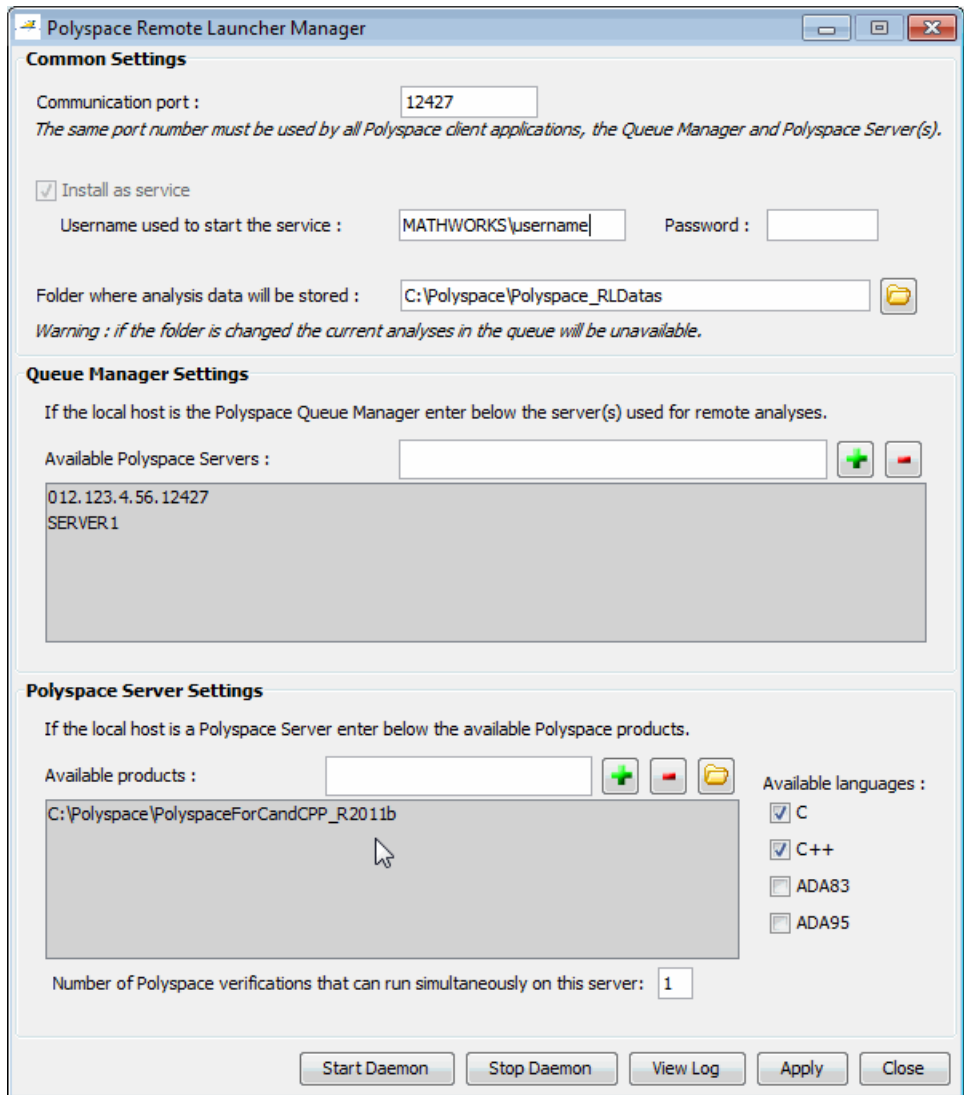 Polyspace Remote Launcher Manager
Common Settings
Communication port : 12427
The same port number must be used by all Polyspace client applications, the Queue Manager and Polyspace Server(s).
Install as service
Username used to start the service : MATHWORKS\username Password :
Folder where analysis data will be stored : C:\Polyspace\Polyspace_RLDatas
Warning : if the folder is changed the current analyses in the queue will be unavailable.
Queue Manager Settings
If the local host is the Polyspace Queue Manager enter below the server(s) used for remote analyses.
Available Polyspace Servers :
012.123.4.56.12427
SERVER1
Polyspace Server Settings
If the local host is a Polyspace Server enter below the available Polyspace products.
Available products :
Available languages :
C:\Polyspace\PolyspaceForCandCPP_R2011b
C
C++
ADA83
ADA95
Number of Polyspace verifications that can run simultaneously on this server: 1
Start Daemon Stop Daemon View Log Apply Close